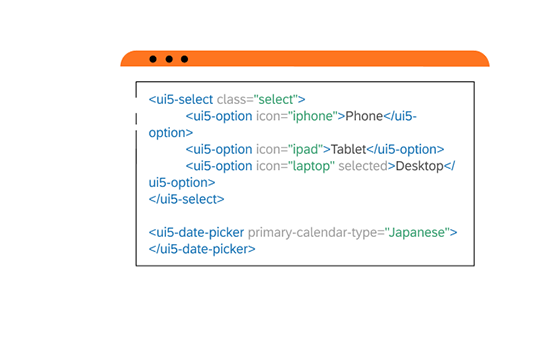 <ui5-select class="select">
<ui5-option icon="iphone">Phone</ui5-
option>
<ui5-option icon="ipad">Tablet</ui5-option>
<ui5-option icon="laptop" selected>Desktop</
ui5-option>
</ui5-select>
<ui5-date-picker primary-calendar-type="Japanese">
</ui5-date-picker>